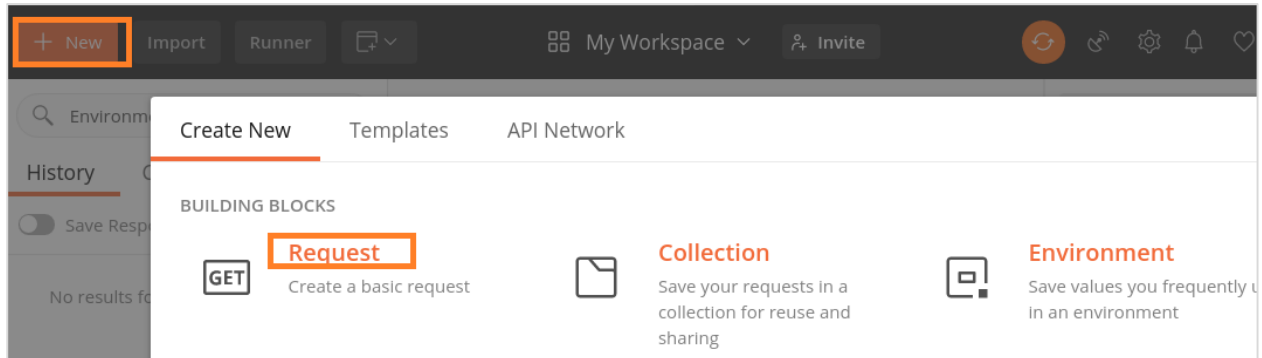 + New Import Runner My Workspace Invite
Environm
Create New Templates API Network
History
BUILDING BLOCKS
Save Resp
Request Collection Environment
GET
Create a basic request Save your requests in a Save values you frequently
collection for reuse and in an environment
No results fo
sharing